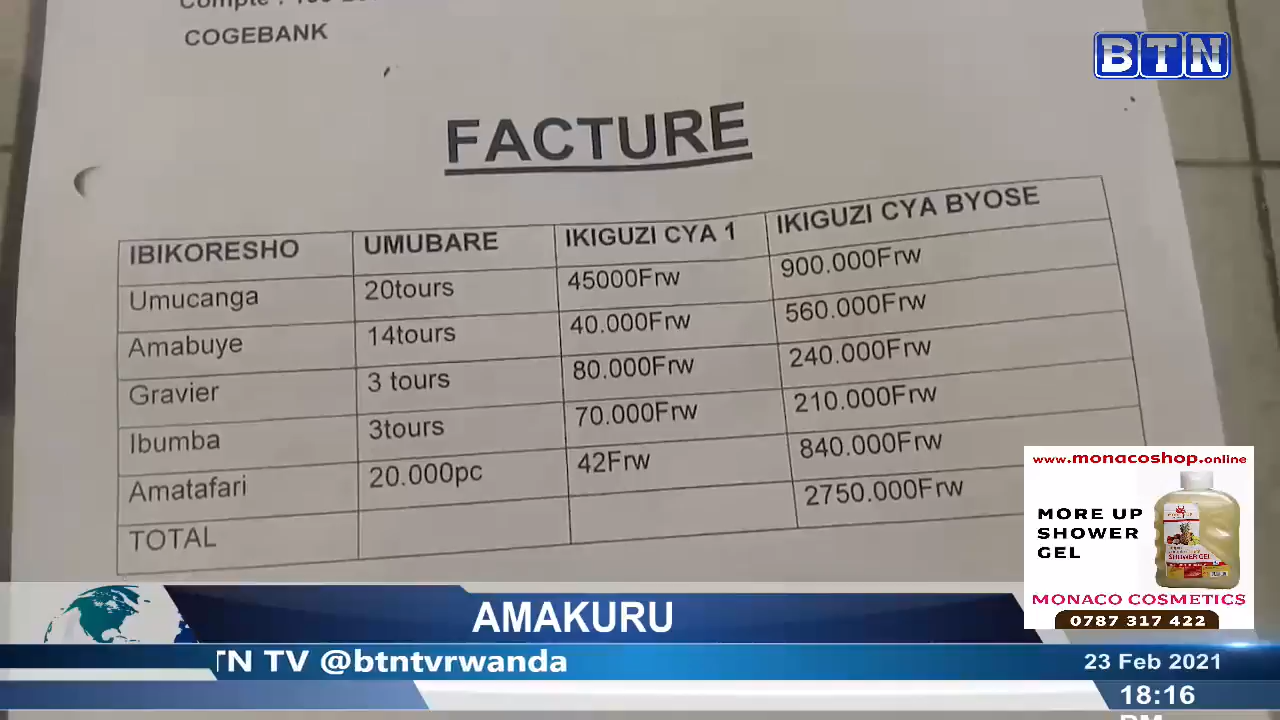 COGEBANK
BTN
FACTURE
IBIKORESHO UMUBARE IKIGUZI CYA 1 IKIGUZI CYA BYOSE
Umucanga 20tours 45000Frw 900.000Frw
Amabuye 14tours 40.000Frw 560.000Frw
Gravier 3 tours 80.000Frw 240.000Frw
Ibumba 3tours 70.000Frw 210.000Frw
Amatafari 20.000pc 42Frw 840.000Frw
TOTAL 2750.000Frw
www.monacoshop.online
MORE UP
SHOWER
GEL
SHOWER GEL
MONACO COSMETICS
0787 317 422
AMAKURU
TN TV @btntvrwanda
23 Feb 2021
18:16